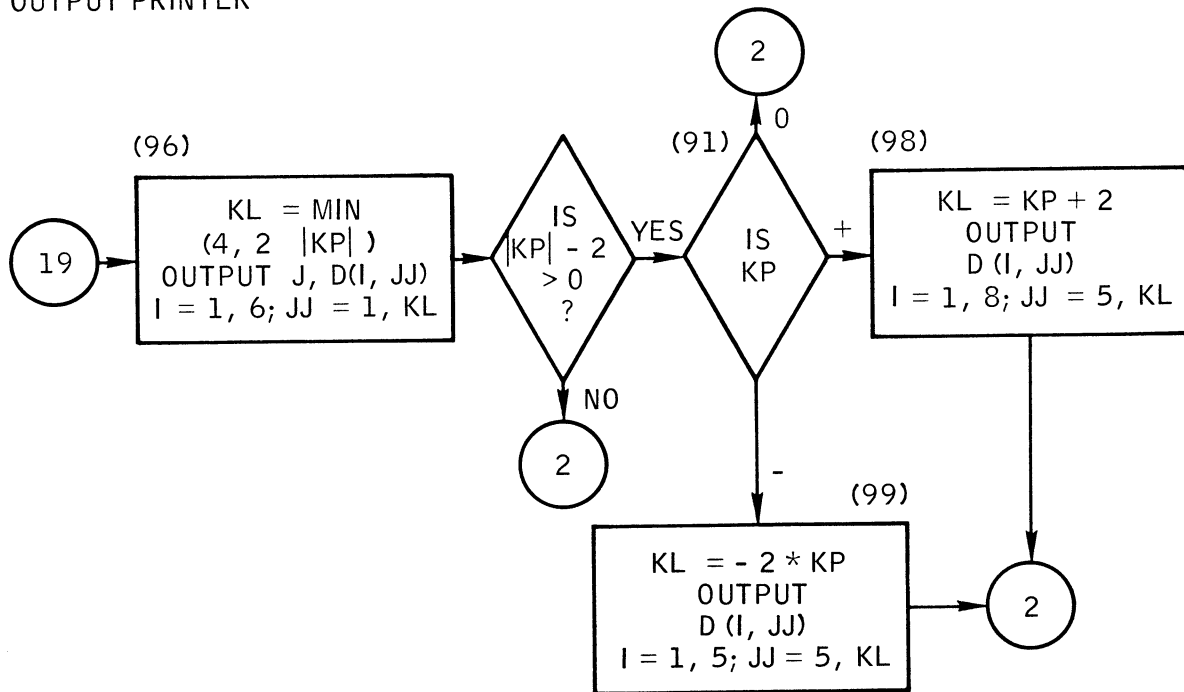 OUTPUT PRINTER
2
0
(96)
(91)
(98)
19
KL = MIN
(4, 2 |KP| )
OUTPUT J, D(I, JJ)
I = 1, 6; JJ = 1, KL
IS
|KP| - 2
> 0
?
YES
NO
2
IS
KP
+
-
KL = KP + 2
OUTPUT
D (I, JJ)
I = 1, 8; JJ = 5, KL
(99)
KL = - 2 * KP
OUTPUT
D (I, JJ)
I = 1, 5; JJ = 5, KL
2